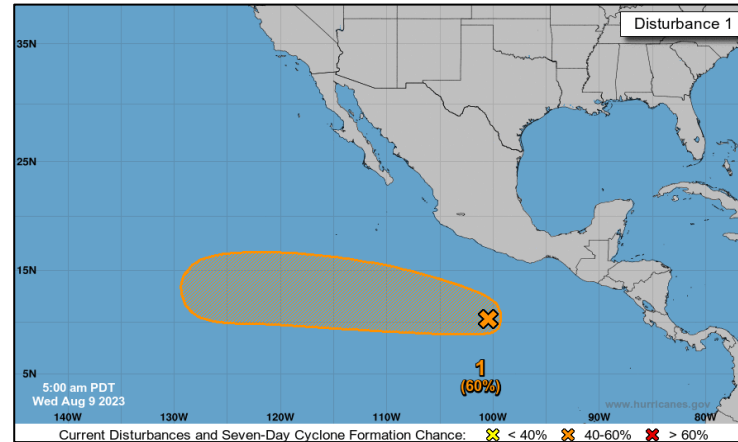 Disturbance 1
35N
25N
15N
5N
1
(60%)
5:00 am PDT
Wed Aug 9 2023
www.hurricanes.gov
140W 130W 120W 110W 100W 90W 80W
Current Disturbances and Seven-Day Cyclone Formation Chance: < 40% 40-60% > 60%